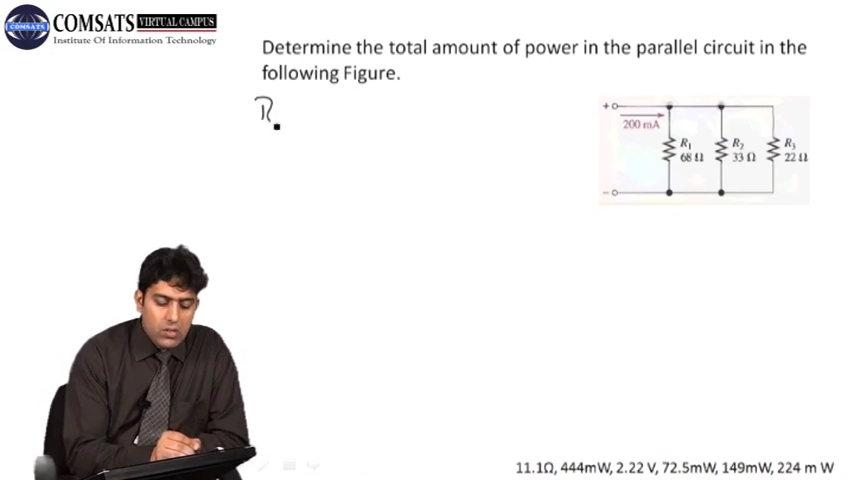 COMSATS VIRTUAL CAMPUS
Institute Of Information Technology
COMSATS
Determine the total amount of power in the parallel circuit in the
following Figure.
R
+
200 mA
R₁
68 Ω
R₂
33 Ω
R₃
22 Ω
−
11.1Ω, 444mW, 2.22 V, 72.5mW, 149mW, 224 m W